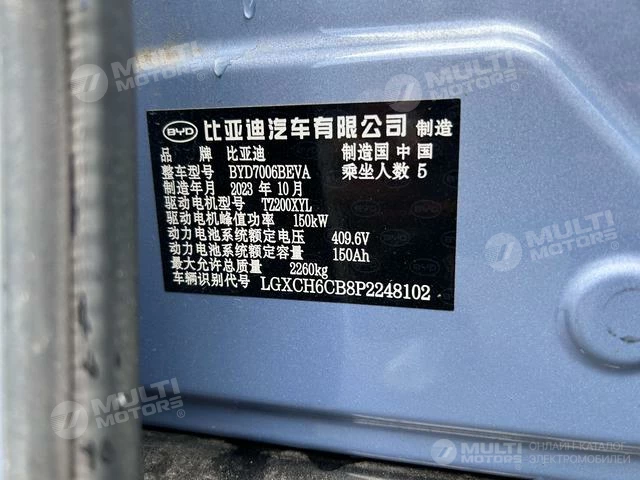 BYD 比亚迪汽车有限公司 制造
品 牌 比亚迪 制造国 中国
整车型号 BYD7006BEVA 乘坐人数 5
制造年月 2023 年 10 月
驱动电机型号 TZ200XYL
驱动电机峰值功率 150kW
动力电池系统额定电压 409.6V
动力电池系统额定容量 150Ah
最大允许总质量 2260kg
车辆识别代号 LGXCH6CB8P2248102
MULTI MOTORS
MULTI MOTORS
MULTI MOTORS
MULTI MOTORS
MULTI MOTORS
MULTI MOTORS
ОНЛАЙН-КАТАЛОГ
ЭЛЕКТРОМОБИЛЕЙ